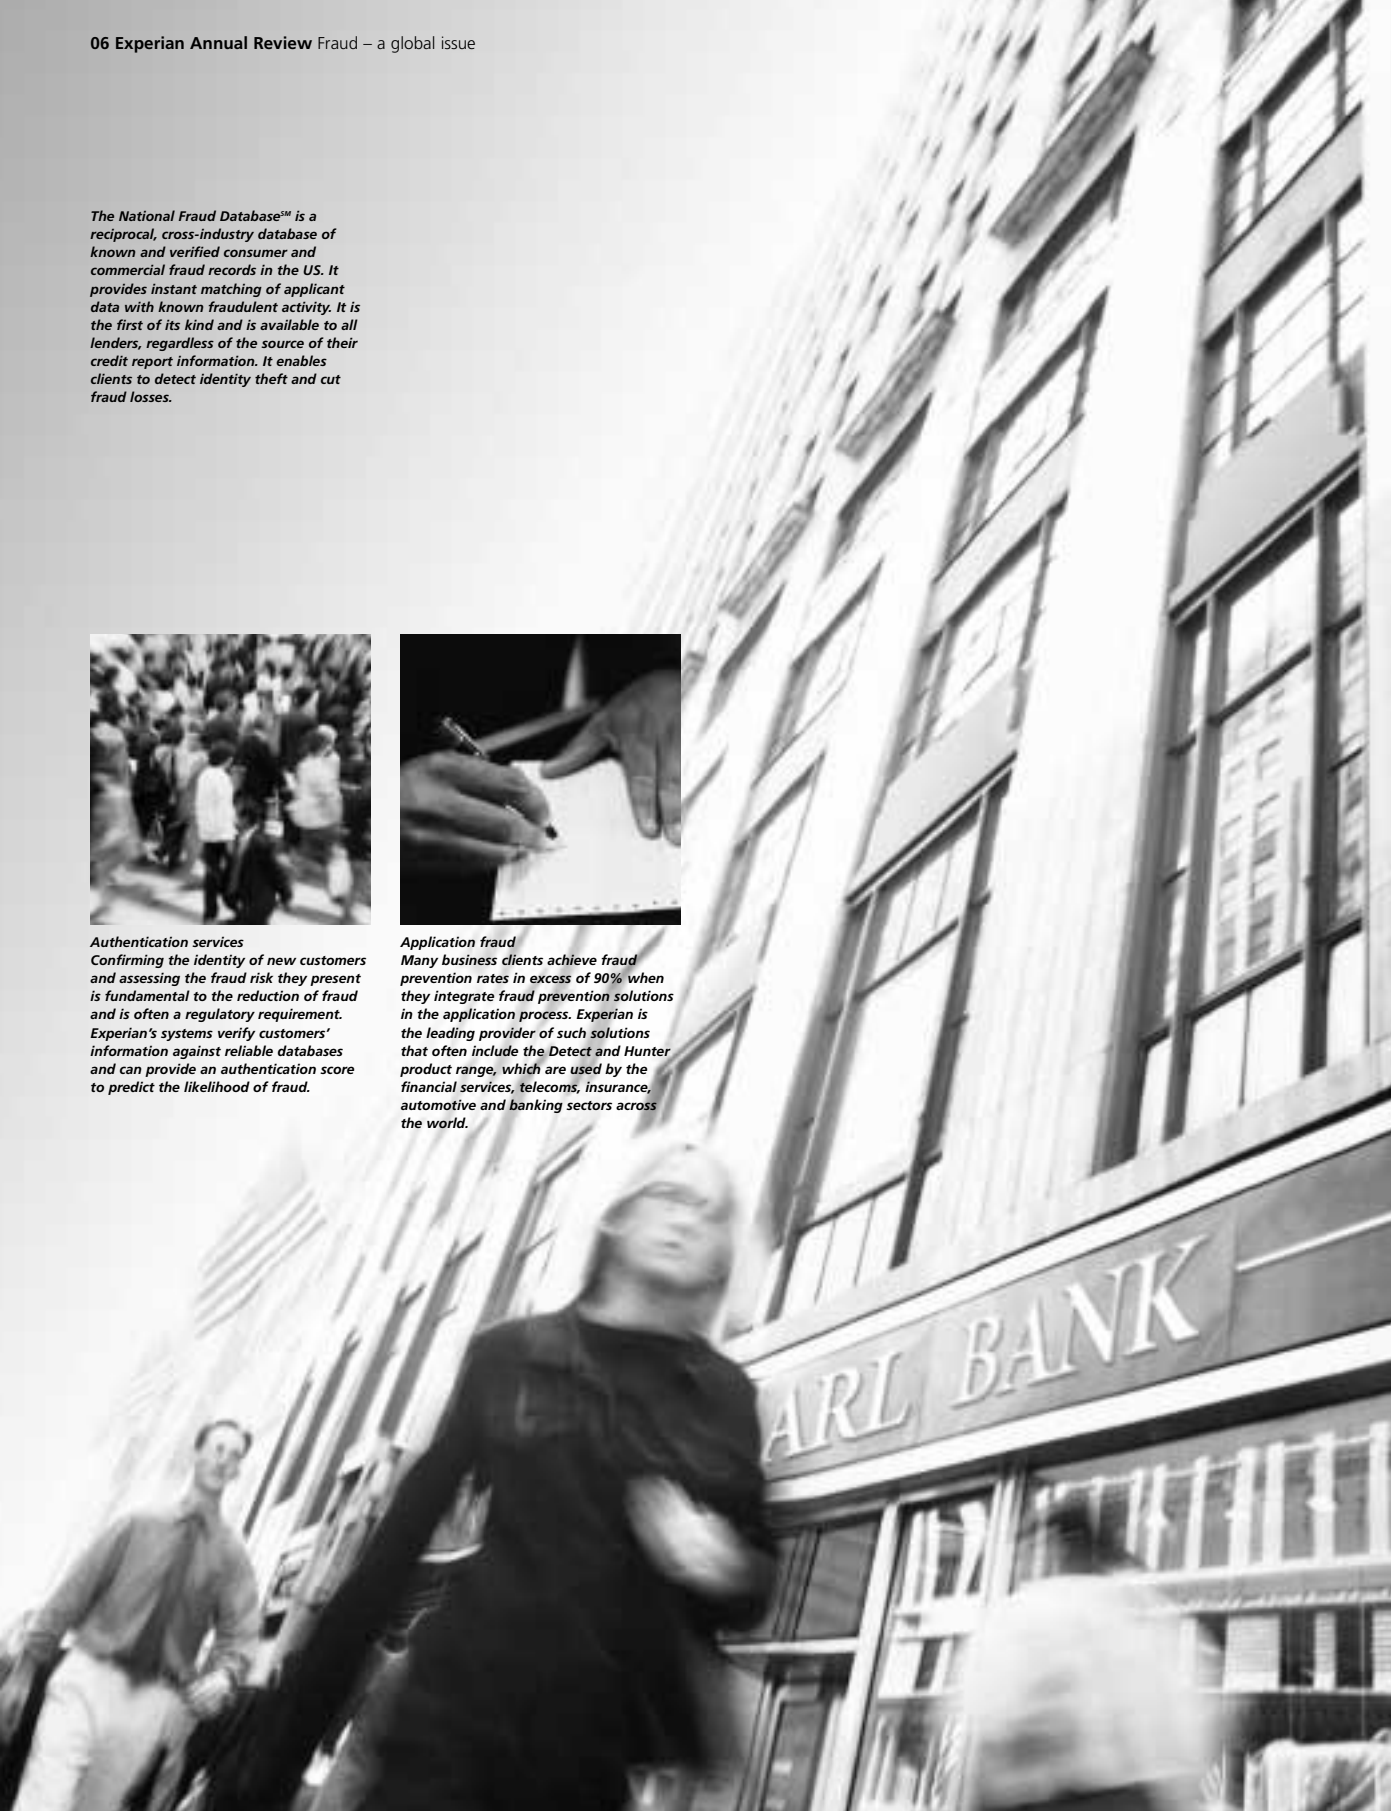 06 Experian Annual Review Fraud – a global issue
The National Fraud Database℠ is a
reciprocal, cross-industry database of
known and verified consumer and
commercial fraud records in the US. It
provides instant matching of applicant
data with known fraudulent activity. It is
the first of its kind and is available to all
lenders, regardless of the source of their
credit report information. It enables
clients to detect identity theft and cut
fraud losses.
Authentication services
Confirming the identity of new customers
and assessing the fraud risk they present
is fundamental to the reduction of fraud
and is often a regulatory requirement.
Experian’s systems verify customers’
information against reliable databases
and can provide an authentication score
to predict the likelihood of fraud.
Application fraud
Many business clients achieve fraud
prevention rates in excess of 90% when
they integrate fraud prevention solutions
in the application process. Experian is
the leading provider of such solutions
that often include the Detect and Hunter
product range, which are used by the
financial services, telecoms, insurance,
automotive and banking sectors across
the world.
ARL BANK